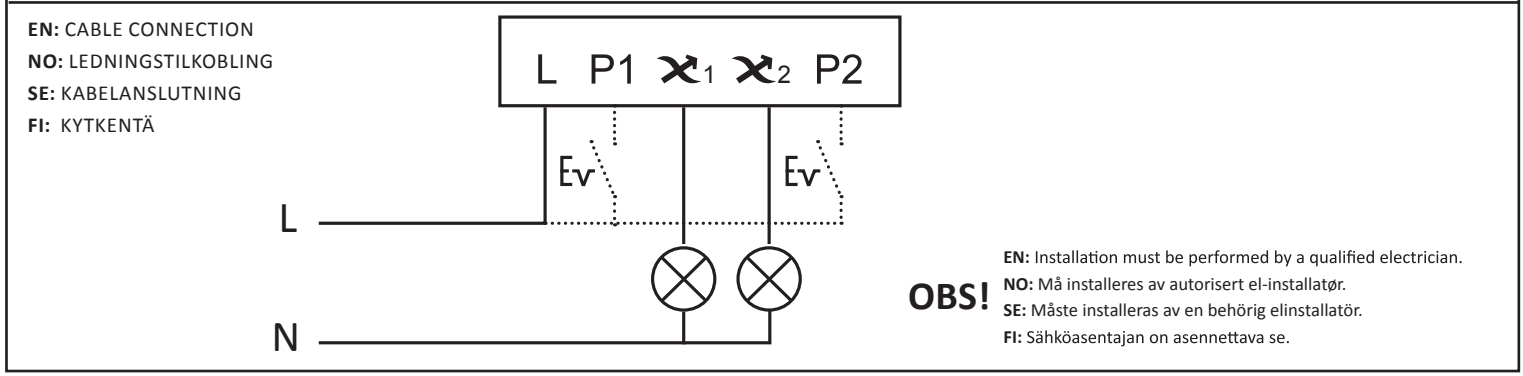 EN: CABLE CONNECTION
NO: LEDNINGSTILKOBLING
SE: KABELANSLUTNING
FI: KYTKENTÄ
L P1 1 2 P2
L
N
OBS!
EN: Installation must be performed by a qualified electrician.
NO: Må installeres av autorisert el-installatør.
SE: Måste installeras av en behörig elinstallatör.
FI: Sähköasentajan on asennettava se.